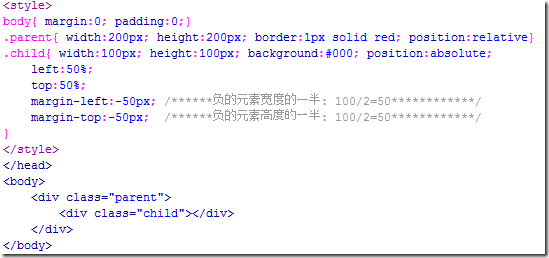 <style>
body{ margin:0; padding:0;}
.parent{ width:200px; height:200px; border:1px solid red; position:relative}
.child{ width:100px; height:100px; background:#000; position:absolute;
    left:50%;
    top:50%;
    margin-left:-50px; /******负的元素宽度的一半: 100/2=50************/
    margin-top:-50px;  /******负的元素高度的一半: 100/2=50************/
}
</style>
</head>
<body>
    <div class="parent">
        <div class="child"></div>
    </div>
</body>